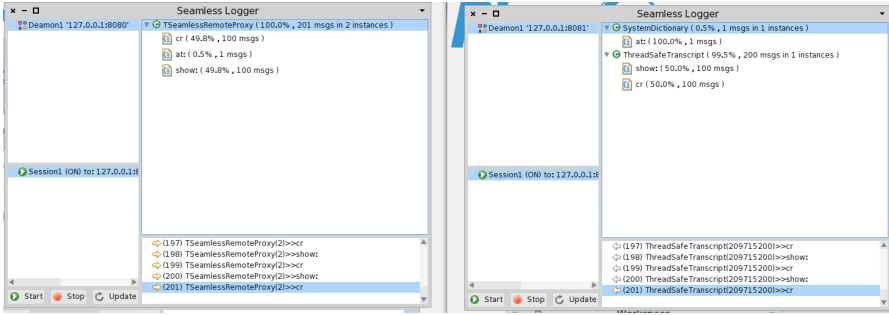 Seamless Logger
Deamon1 '127.0.0.1:8080'
TSeamlessRemoteProxy ( 100.0% , 201 msgs in 2 instances )
cr ( 49.8% , 100 msgs )
at: ( 0.5% , 1 msgs )
show: ( 49.8% , 100 msgs )
Session1 (ON) to: 127.0.0.1:8
(197) TSeamlessRemoteProxy(2)>>cr
(198) TSeamlessRemoteProxy(2)>>show:
(199) TSeamlessRemoteProxy(2)>>cr
(200) TSeamlessRemoteProxy(2)>>show:
(201) TSeamlessRemoteProxy(2)>>cr
Start Stop Update
Seamless Logger
Deamon1 '127.0.0.1:8081'
SystemDictionary ( 0.5% , 1 msgs in 1 instances )
at: ( 100.0% , 1 msgs )
ThreadSafeTranscript ( 99.5% , 200 msgs in 1 instances )
show: ( 50.0% , 100 msgs )
cr ( 50.0% , 100 msgs )
Session1 (ON) to: 127.0.0.1:8
(197) ThreadSafeTranscript(209715200)>>cr
(198) ThreadSafeTranscript(209715200)>>show:
(199) ThreadSafeTranscript(209715200)>>cr
(200) ThreadSafeTranscript(209715200)>>show:
(201) ThreadSafeTranscript(209715200)>>cr
Start Stop Update
Workspace